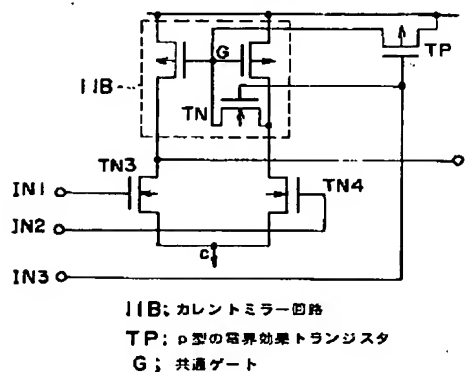 G
TP
11B
TN
TN3
TN4
IN1
IN2
C
IN3
11B; カレントミラー回路
TP; p型の電界効果トランジスタ
G; 共通ゲート